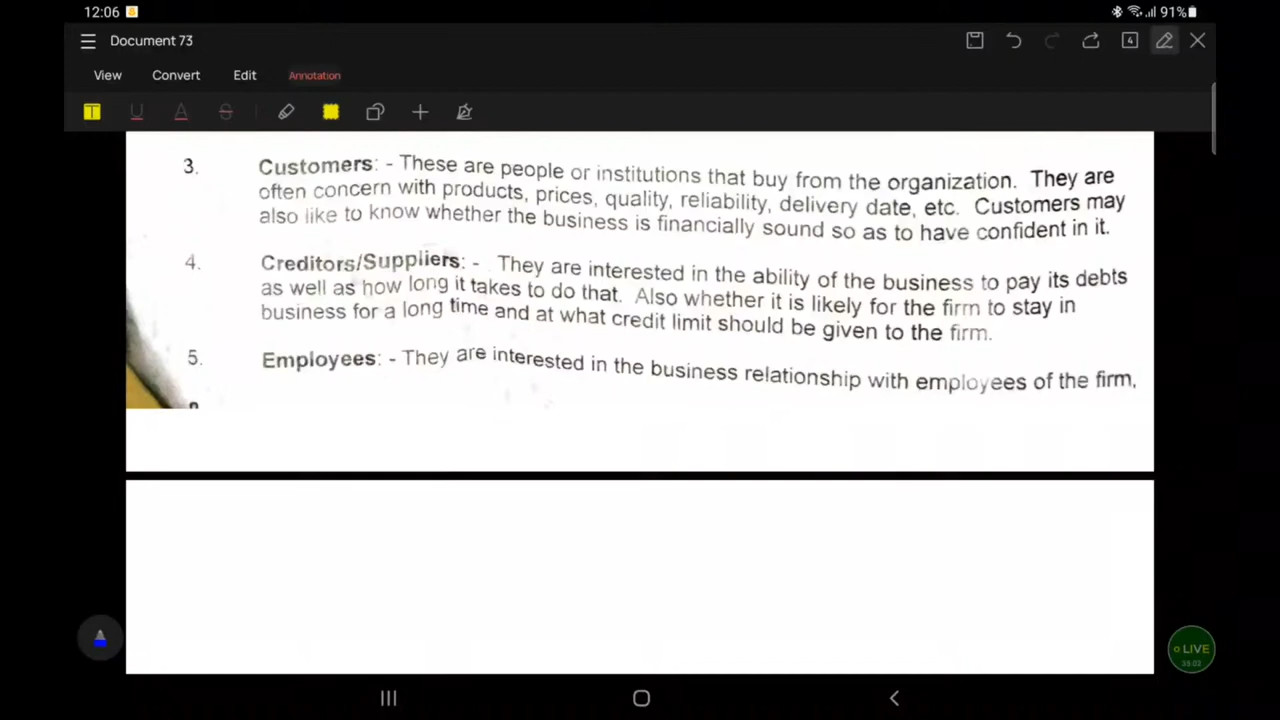 12:06 91%
Document 73
4
View Convert Edit Annotation
T U A S
3. Customers: - These are people or institutions that buy from the organization. They are
often concern with products, prices, quality, reliability, delivery date, etc. Customers may
also like to know whether the business is financially sound so as to have confident in it.
4. Creditors/Suppliers: - They are interested in the ability of the business to pay its debts
as well as how long it takes to do that. Also whether it is likely for the firm to stay in
business for a long time and at what credit limit should be given to the firm.
5. Employees: - They are interested in the business relationship with employees of the firm,
LIVE
33:02